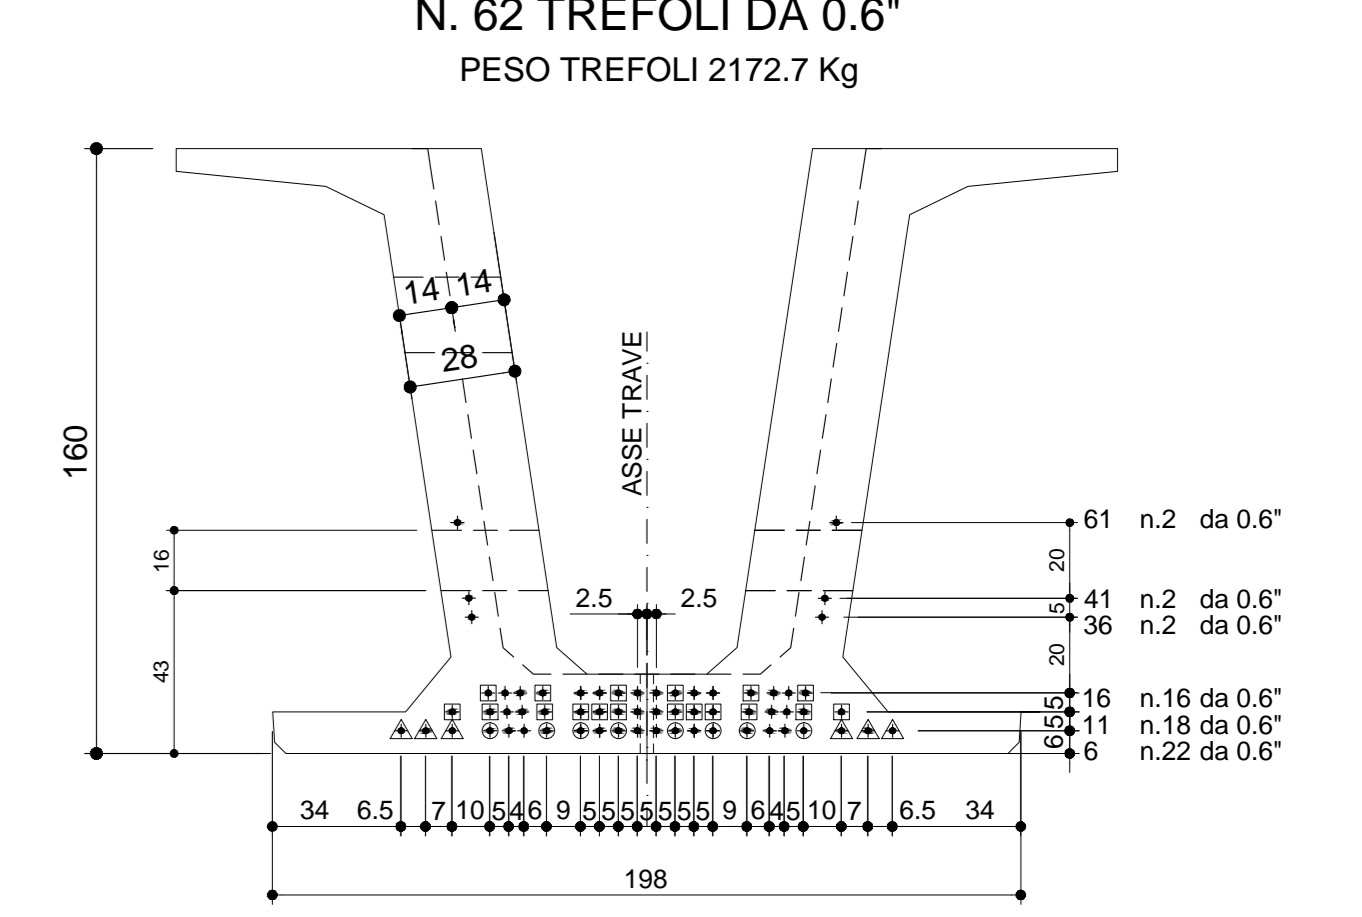 N. 62 TREFOLI DA 0.6"
PESO TREFOLI 2172.7 Kg
14 14
28
160
ASSE TRAVE
61 n.2 da 0.6"
16
20
2.5 2.5
41 n.2 da 0.6"
5
36 n.2 da 0.6"
20
43
16 n.16 da 0.6"
5
11 n.18 da 0.6"
5
6 n.22 da 0.6"
6
34 6.5 7 10 5 4 6 9 5 5 5 5 5 5 5 9 6 4 5 10 7 6.5 34
198